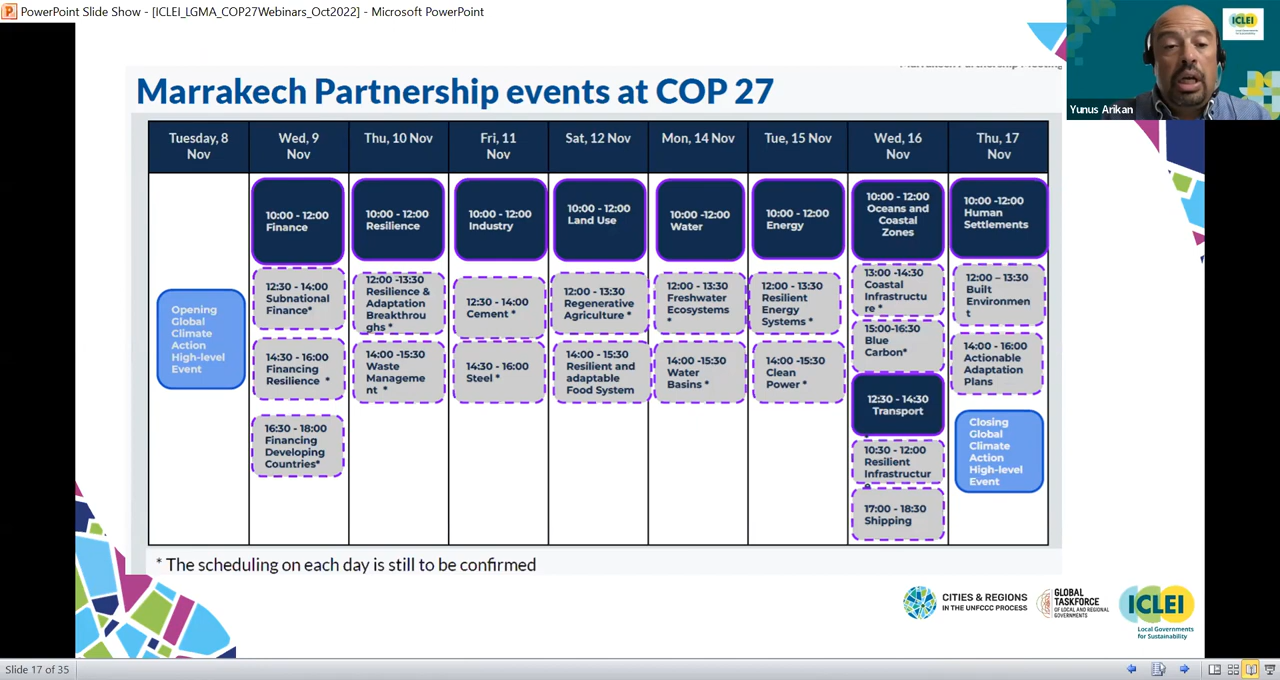 PowerPoint Slide Show - [ICLEI_LGMA_COP27Webinars_Oct2022] - Microsoft PowerPoint
ICLEI
Yunus Arikan
Marrakech Partnership events at COP 27
Tuesday, 8
Nov
Wed, 9
Nov
Thu, 10 Nov
Fri, 11
Nov
Sat, 12 Nov
Mon, 14 Nov
Tue, 15 Nov
Wed, 16
Nov
Thu, 17
Nov
Opening
Global
Climate
Action
High-level
Event
10:00 - 12:00
Finance
12:30 - 14:00
Subnational
Finance*
14:30 - 16:00
Financing
Resilience *
16:30 - 18:00
Financing
Developing
Countries*
10:00 - 12:00
Resilience
12:00 -13:30
Resilience &
Adaptation
Breakthrou
ghs *
14:00 -15:30
Waste
Manageme
nt *
10:00 - 12:00
Industry
12:30 - 14:00
Cement *
14:30 - 16:00
Steel *
10:00 - 12:00
Land Use
12:00 - 13:30
Regenerative
Agriculture *
14:00 - 15:30
Resilient and
adaptable
Food System
10:00 -12:00
Water
12:00 - 13:30
Freshwater
Ecosystems
*
14:00 -15:30
Water
Basins *
10:00 - 12:00
Energy
12:00 - 13:30
Resilient
Energy
Systems *
14:00 -15:30
Clean
Power *
10:00 - 12:00
Oceans and
Coastal
Zones
13:00 -14:30
Coastal
Infrastructu
re *
15:00-16:30
Blue
Carbon*
12:30 - 14:30
Transport
10:30 - 12:00
Resilient
Infrastructur
17:00 - 18:30
Shipping
10:00 -12:00
Human
Settlements
12:00 – 13:30
Built
Environmen
t
14:00 - 16:00
Actionable
Adaptation
Plans
Closing
Global
Climate
Action
High-level
Event
* The scheduling on each day is still to be confirmed
CITIES & REGIONS
IN THE UNFCCC PROCESS
GLOBAL
TASKFORCE
OF LOCAL AND REGIONAL
GOVERNMENTS
ICLEI
Local Governments
for Sustainability
Slide 17 of 35